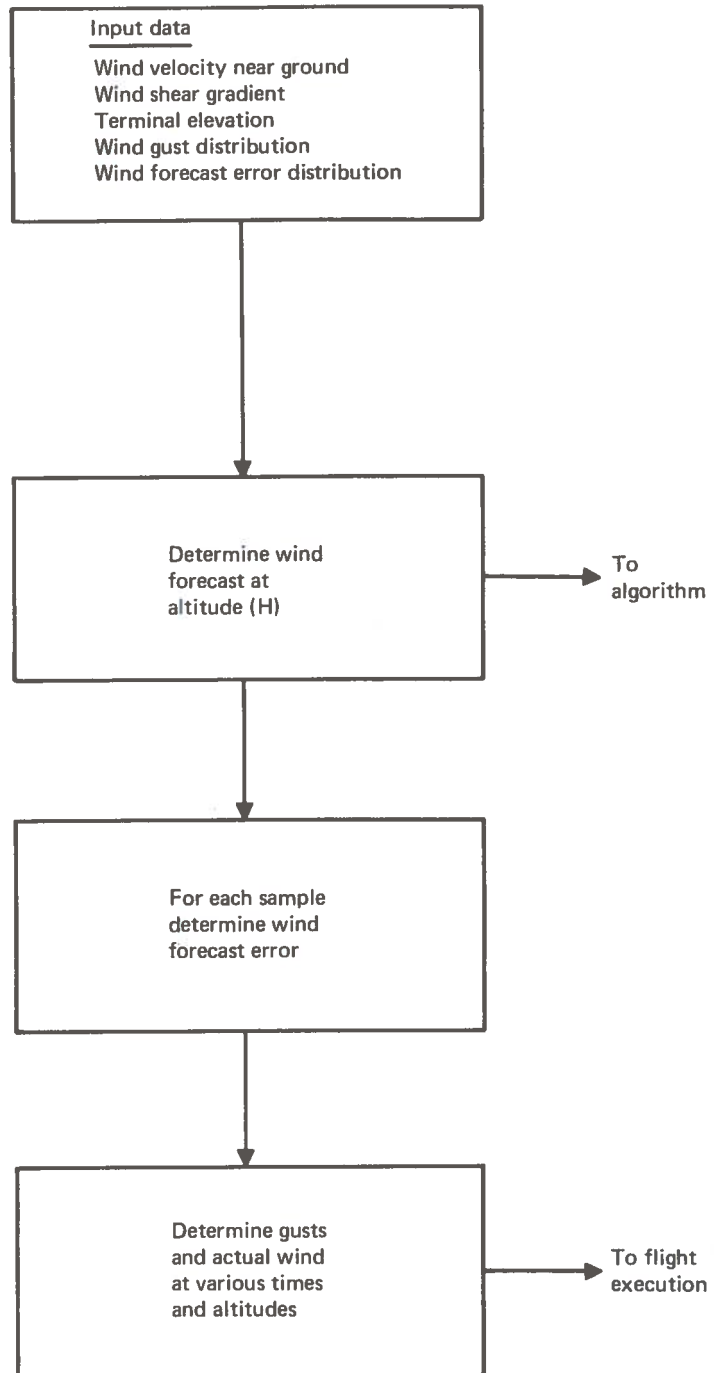 Input data
Wind velocity near ground
Wind shear gradient
Terminal elevation
Wind gust distribution
Wind forecast error distribution
Determine wind
forecast at
altitude (H)
To
algorithm
For each sample
determine wind
forecast error
Determine gusts
and actual wind
at various times
and altitudes
To flight
execution